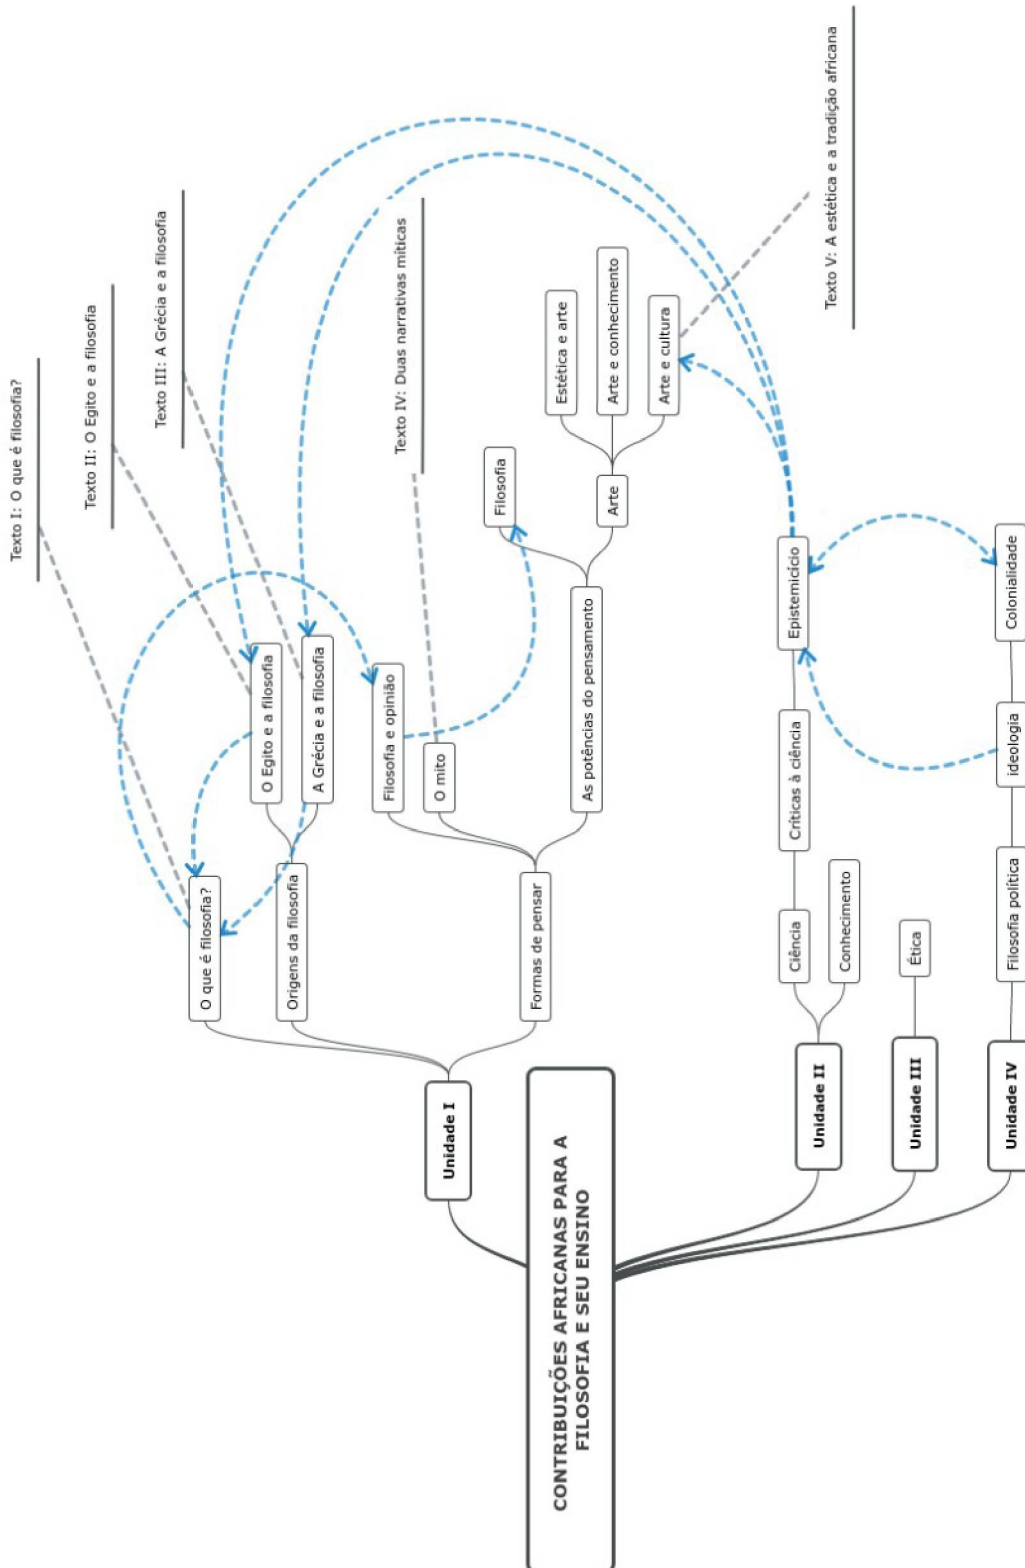 CONTRIBUIÇÕES AFRICANAS PARA A
FILOSOFIA E SEU ENSINO
Unidade I
O que é filosofia?
Texto I: O que é filosofia?
Origens da filosofia
O Egito e a filosofia
Texto II: O Egito e a filosofia
A Grécia e a filosofia
Texto III: A Grécia e a filosofia
Formas de pensar
Filosofia e opinião
O mito
Texto IV: Duas narrativas míticas
As potências do pensamento
Filosofia
Arte
Estética e arte
Arte e conhecimento
Arte e cultura
Texto V: A estética e a tradição africana
Unidade II
Ciência
Críticas à ciência
Epistemicício
Conhecimento
Unidade III
Ética
Unidade IV
Filosofia política
ideologia
Colonialidade